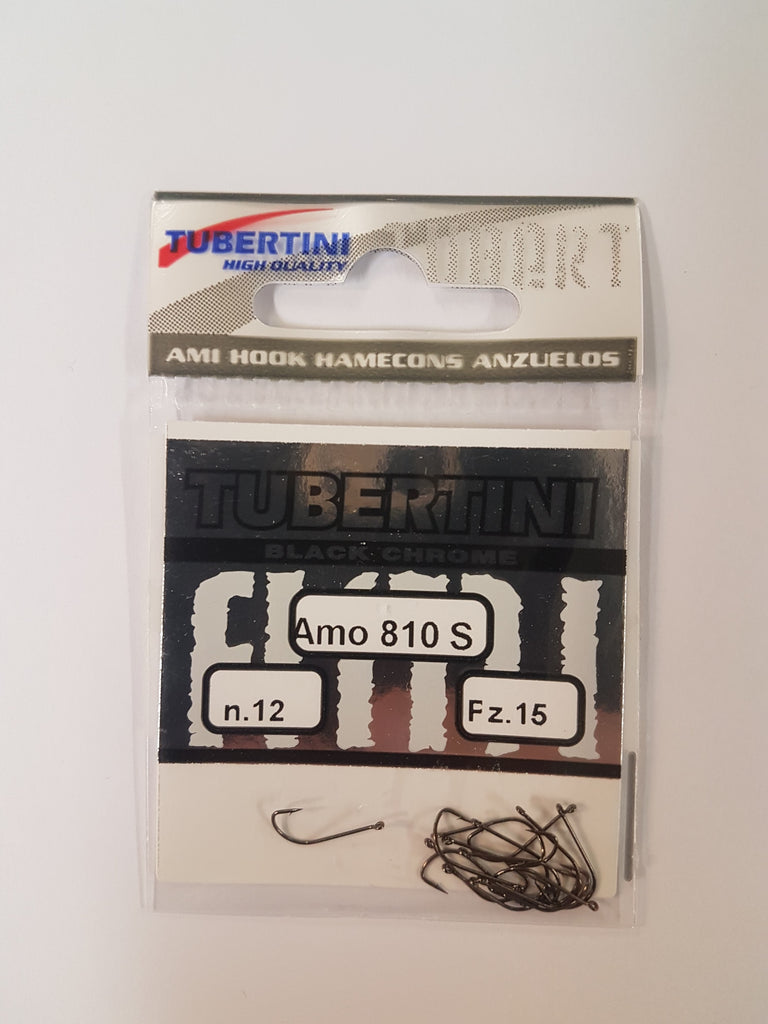 TUBERTINI
HIGH QUALITY
AMI HOOK HAMECONS ANZUELOS
TUBERTINI
BLACK CHROME
Amo 810 S
n.12
Fz.15